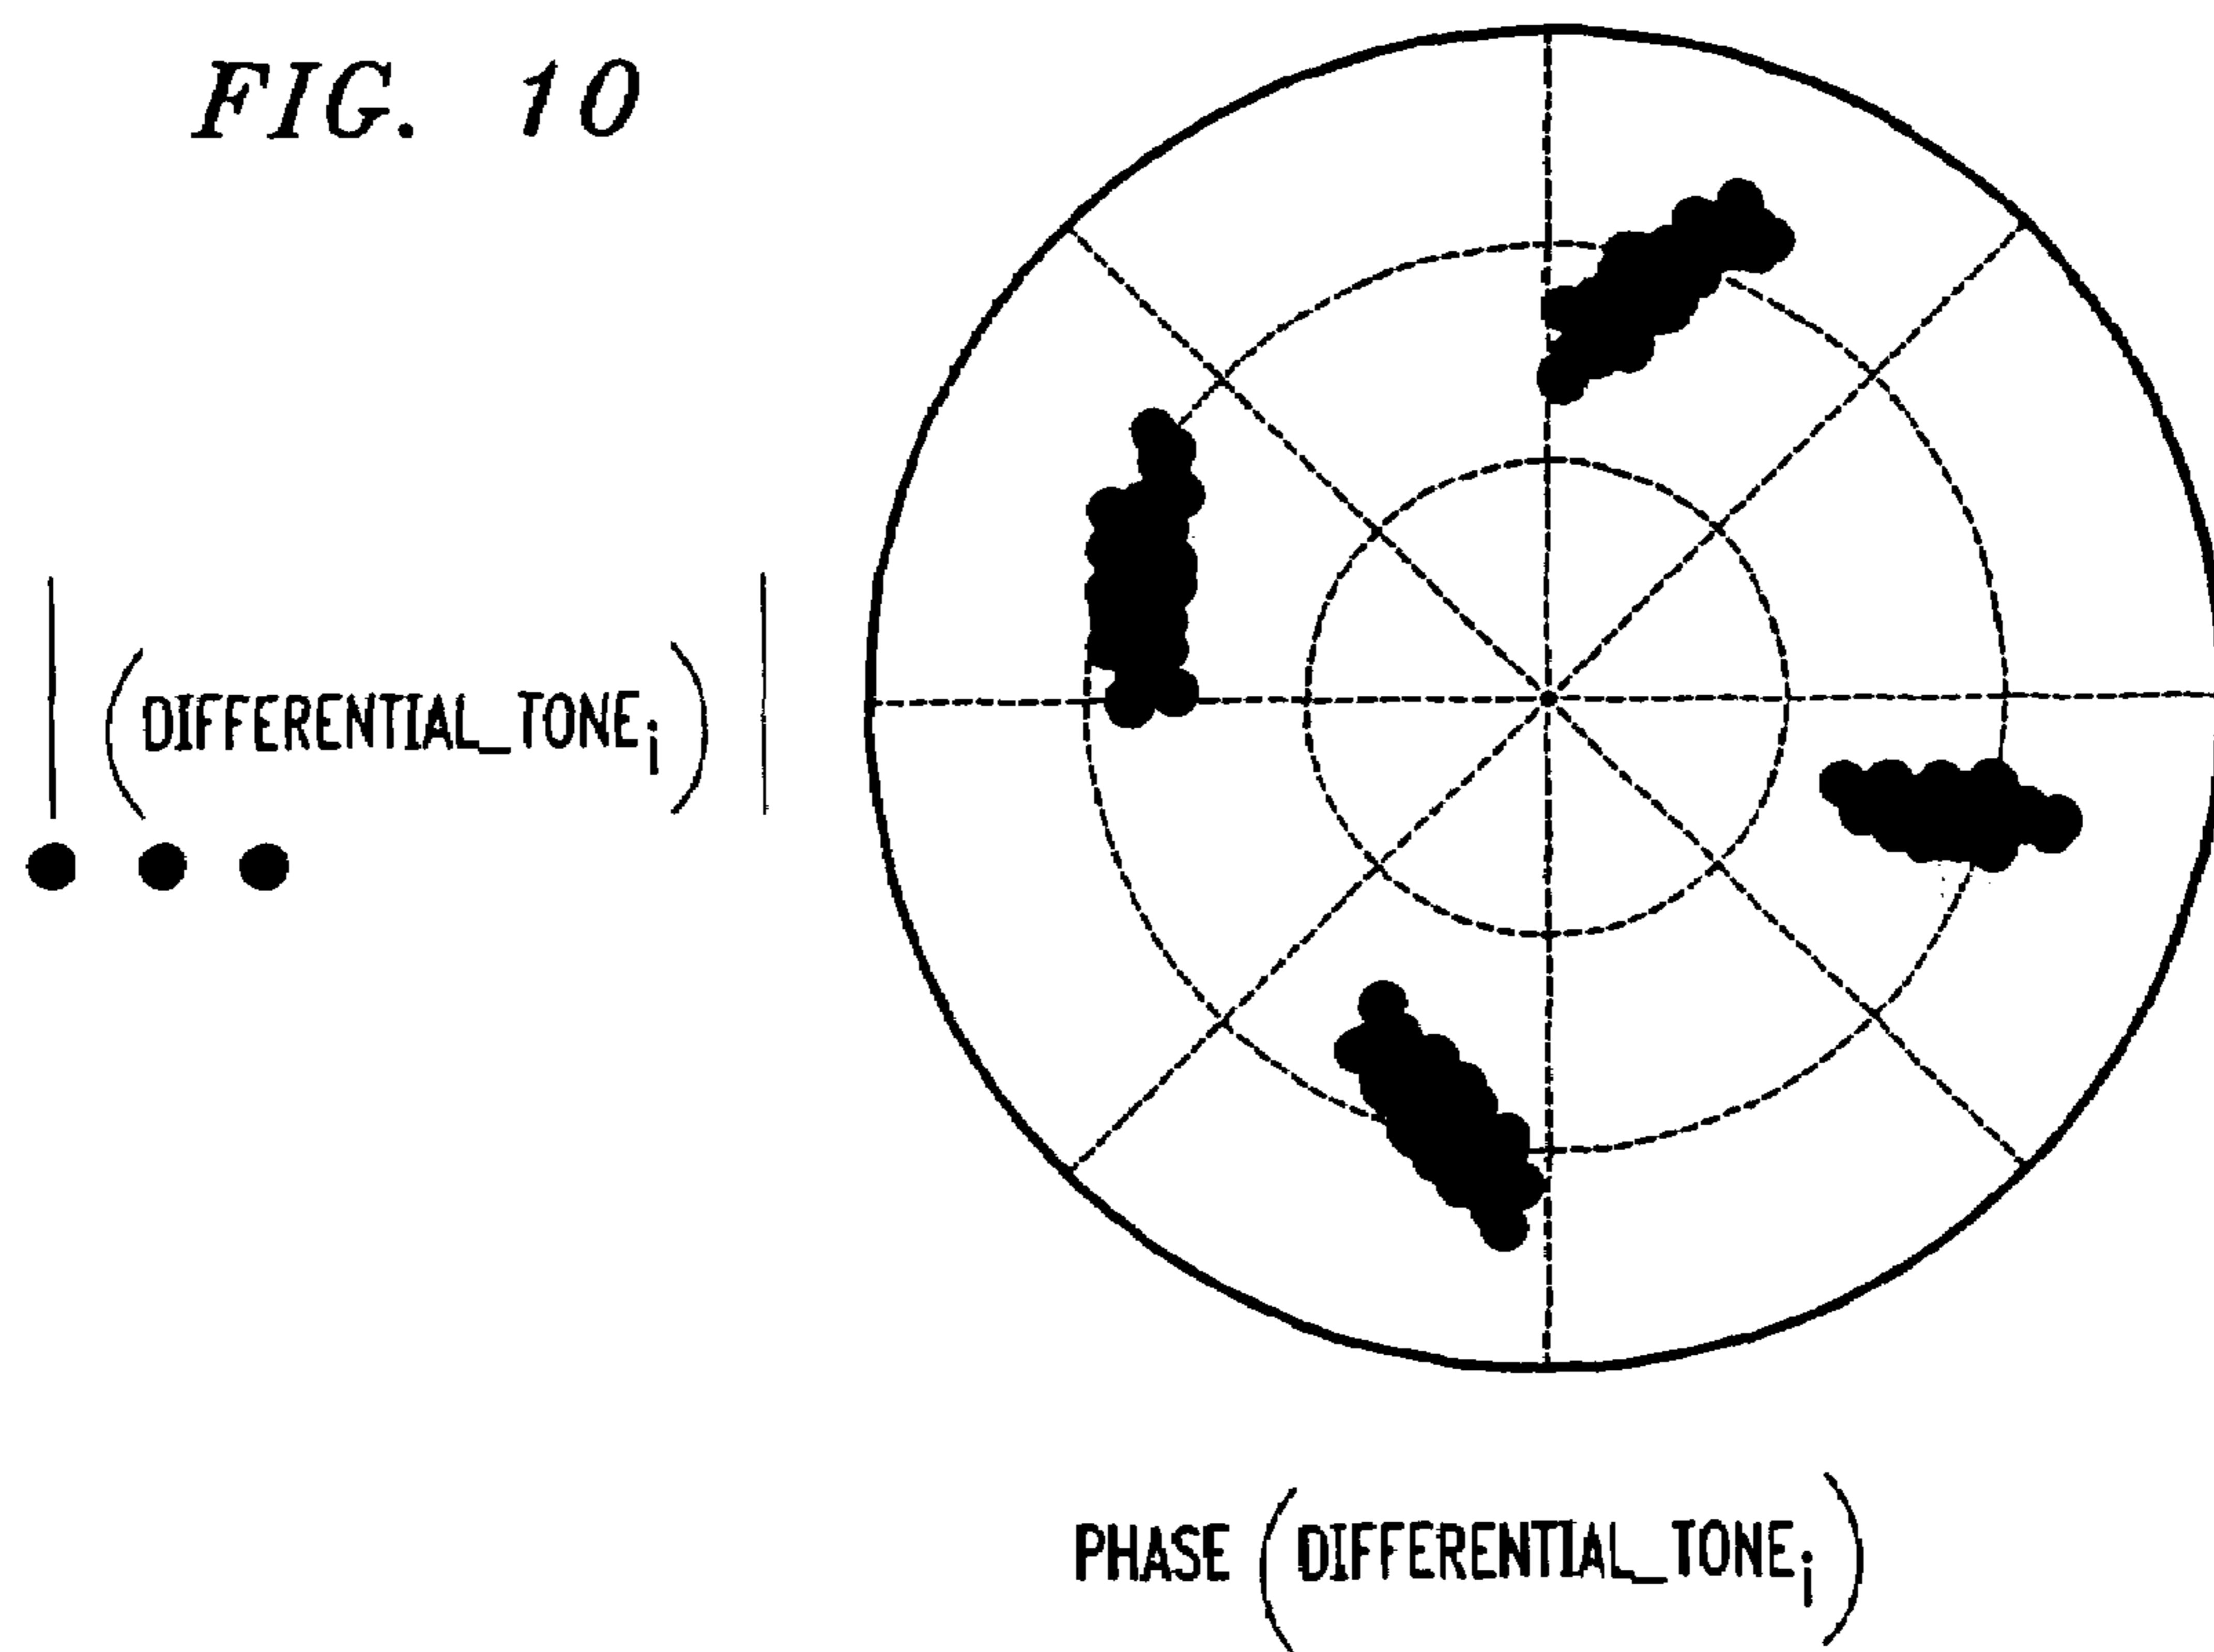 FIG. 10
| (DIFFERENTIAL_TONEi) |
PHASE (DIFFERENTIAL_TONEi)